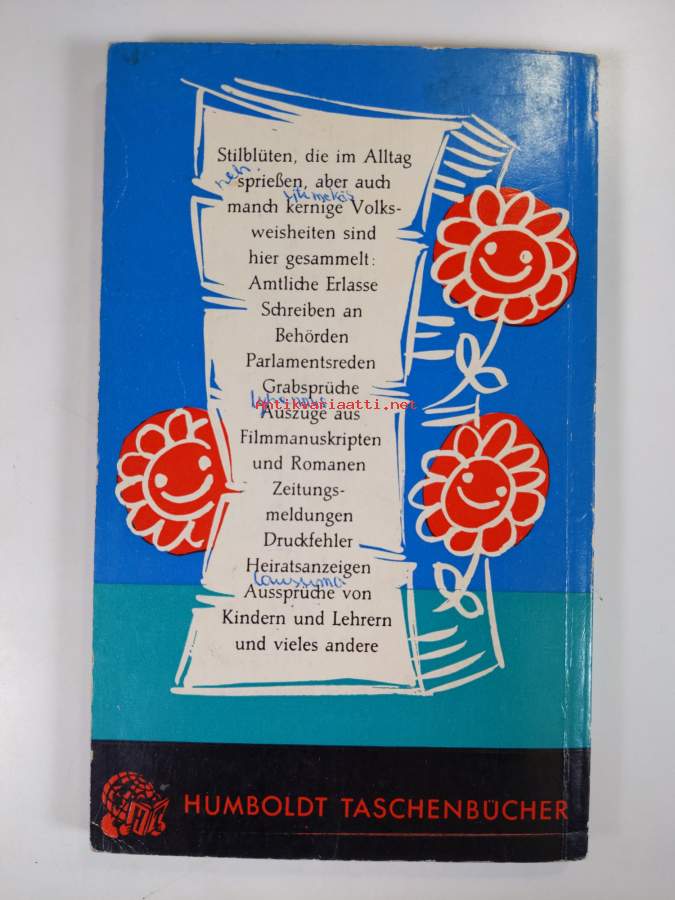 Stilblüten, die im Alltag
sprießen, aber auch
manch kernige Volks-
weisheiten sind
hier gesammelt:
Amtliche Erlasse
Schreiben an
Behörden
Parlamentsreden
Grabsprüche
Antikvariaatti.net
Auszüge aus
Filmmanuskripten
und Romanen
Zeitungs-
meldungen
Druckfehler
Heiratsanzeigen
lausuma
Aussprüche von
Kindern und Lehrern
und vieles andere
HUMBOLDT TASCHENBÜCHER